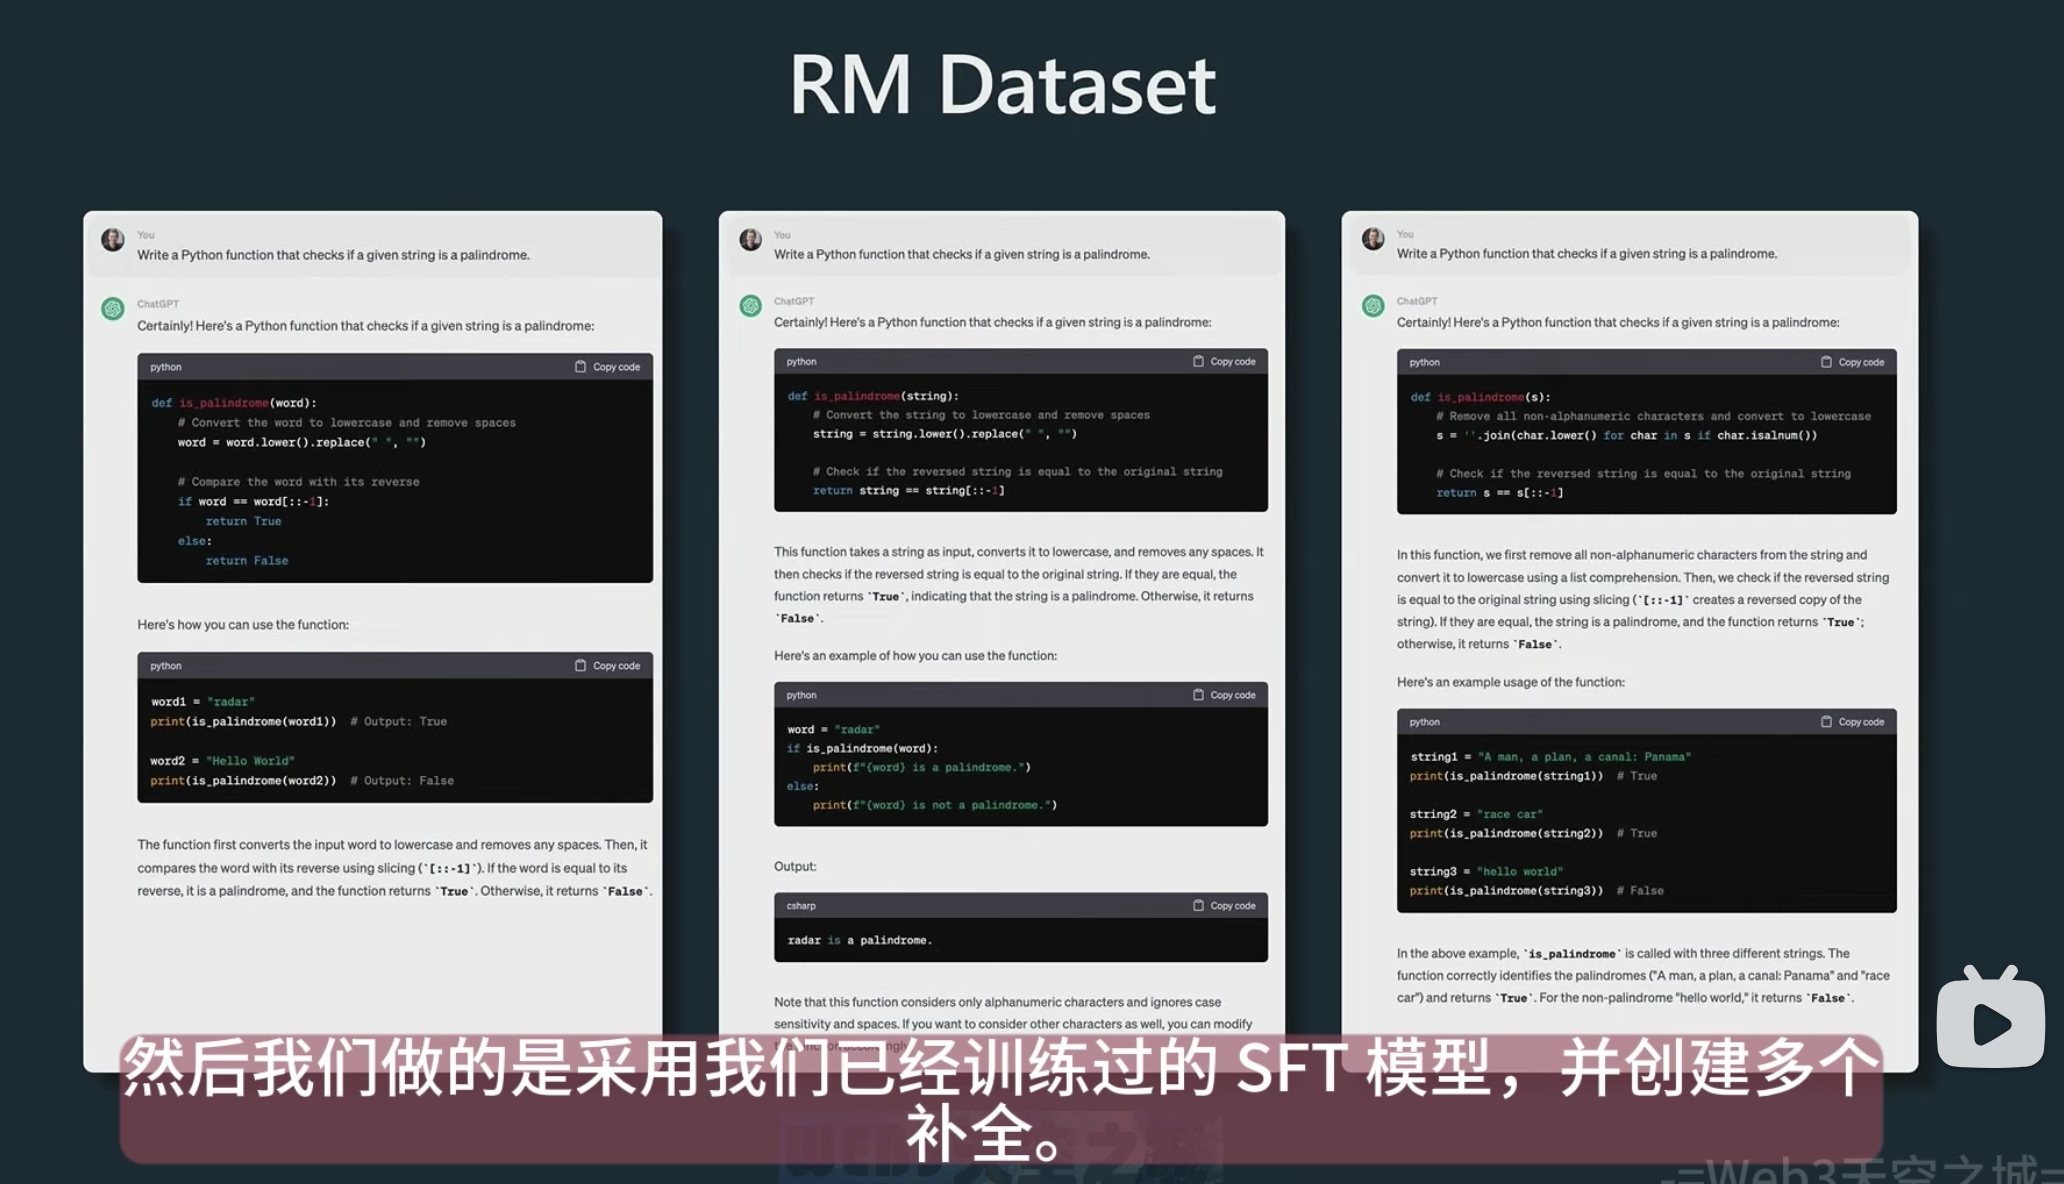 RM Dataset
You
Write a Python function that checks if a given string is a palindrome.
ChatGPT
Certainly! Here's a Python function that checks if a given string is a palindrome:
python Copy code
def is_palindrome(word):
# Convert the word to lowercase and remove spaces
word = word.lower().replace(" ", "")
# Compare the word with its reverse
if word == word[::-1]:
return True
else:
return False
Here's how you can use the function:
python Copy code
word1 = "radar"
print(is_palindrome(word1)) # Output: True
word2 = "Hello World"
print(is_palindrome(word2)) # Output: False
The function first converts the input word to lowercase and removes any spaces. Then, it
compares the word with its reverse using slicing (`[::-1]`). If the word is equal to its
reverse, it is a palindrome, and the function returns `True`. Otherwise, it returns `False`.
You
Write a Python function that checks if a given string is a palindrome.
ChatGPT
Certainly! Here's a Python function that checks if a given string is a palindrome:
python Copy code
def is_palindrome(string):
# Convert the string to lowercase and remove spaces
string = string.lower().replace(" ", "")
# Check if the reversed string is equal to the original string
return string == string[::-1]
This function takes a string as input, converts it to lowercase, and removes any spaces. It
then checks if the reversed string is equal to the original string. If they are equal, the
function returns `True`, indicating that the string is a palindrome. Otherwise, it returns
`False`.
Here's an example of how you can use the function:
python Copy code
word = "radar"
if is_palindrome(word):
print(f"{word} is a palindrome.")
else:
print(f"{word} is not a palindrome.")
Output:
csharp Copy code
radar is a palindrome.
Note that this function considers only alphanumeric characters and ignores case
sensitivity and spaces. If you want to consider other characters as well, you can modify
You
Write a Python function that checks if a given string is a palindrome.
ChatGPT
Certainly! Here's a Python function that checks if a given string is a palindrome:
python Copy code
def is_palindrome(s):
# Remove all non-alphanumeric characters and convert to lowercase
s = ''.join(char.lower() for char in s if char.isalnum())
# Check if the reversed string is equal to the original string
return s == s[::-1]
In this function, we first remove all non-alphanumeric characters from the string and
convert it to lowercase using a list comprehension. Then, we check if the reversed string
is equal to the original string using slicing (`[::-1]` creates a reversed copy of the
string). If they are equal, the string is a palindrome, and the function returns `True`;
otherwise, it returns `False`.
Here's an example usage of the function:
python Copy code
string1 = "A man, a plan, a canal: Panama"
print(is_palindrome(string1)) # True
string2 = "race car"
print(is_palindrome(string2)) # True
string3 = "hello world"
print(is_palindrome(string3)) # False
In the above example, `is_palindrome` is called with three different strings. The
function correctly identifies the palindromes ("A man, a plan, a canal: Panama" and "race
car") and returns `True`. For the non-palindrome "hello world," it returns `False`.
然后我们做的是采用我们已经训练过的 SFT 模型，并创建多个
补全。
-=Web3天空之城=